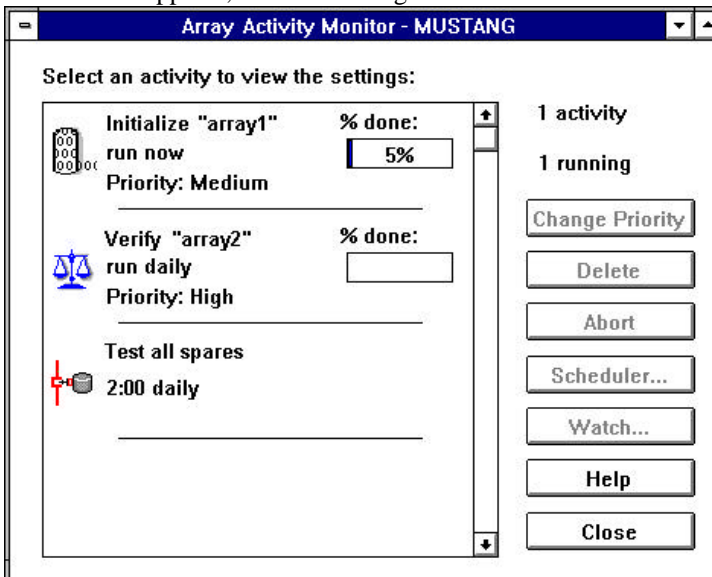 Array Activity Monitor - MUSTANG
Select an activity to view the settings:
Initialize "array1"
% done:
run now
5%
Priority: Medium
Verify "array2"
% done:
run daily
Priority: High
Test all spares
2:00 daily
1 activity
1 running
Change Priority
Delete
Abort
Scheduler...
Watch...
Help
Close